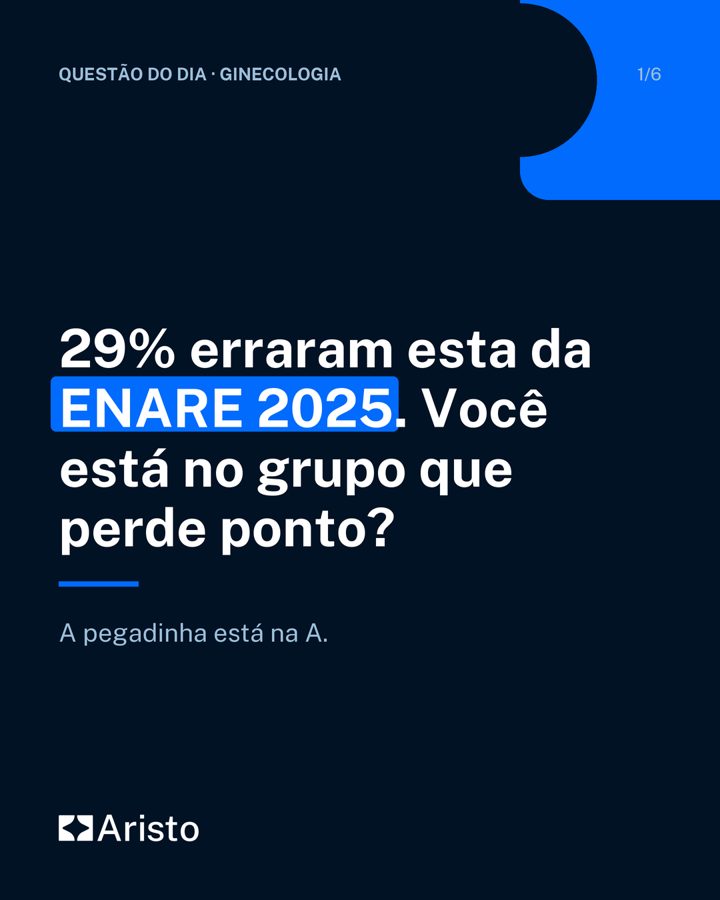 QUESTÃO DO DIA · GINECOLOGIA
1/6
29% erraram esta da
ENARE 2025. Você
está no grupo que
perde ponto?
A pegadinha está na A.
Aristo